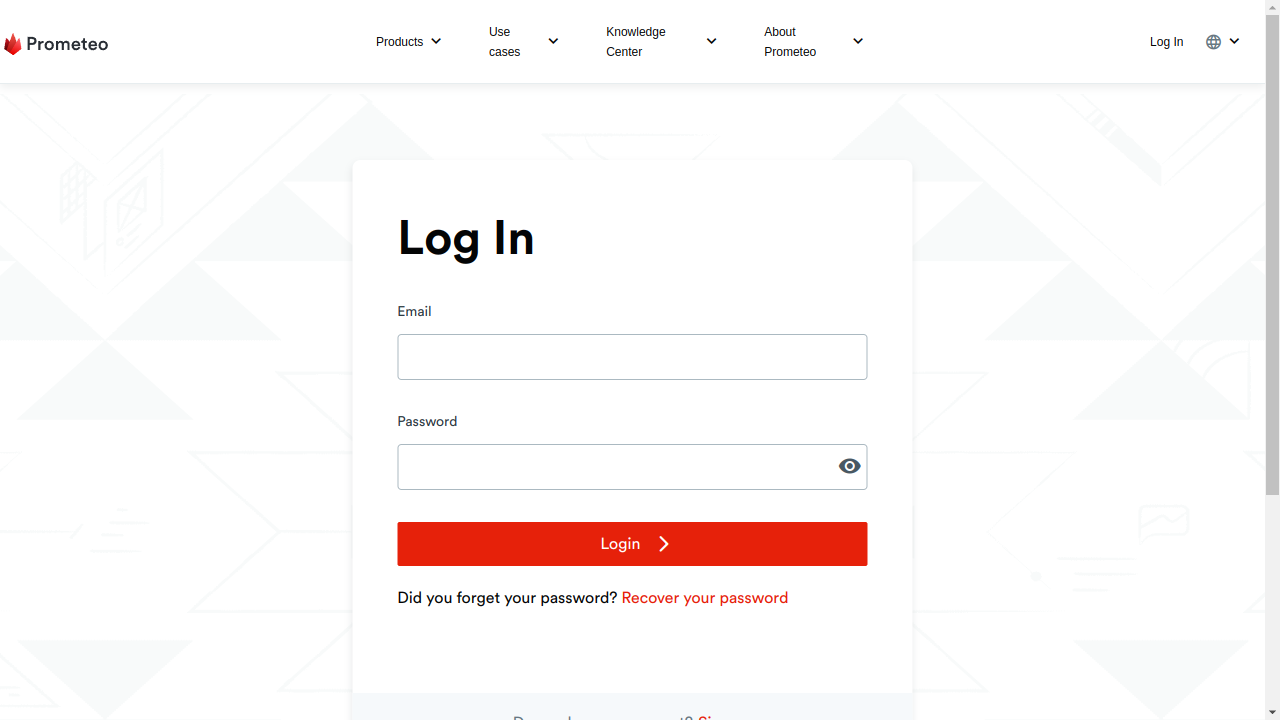 Prometeo
Products
Use
cases
Knowledge
Center
About
Prometeo
Log In
Log In
Email
Password
Login
Did you forget your password? Recover your password